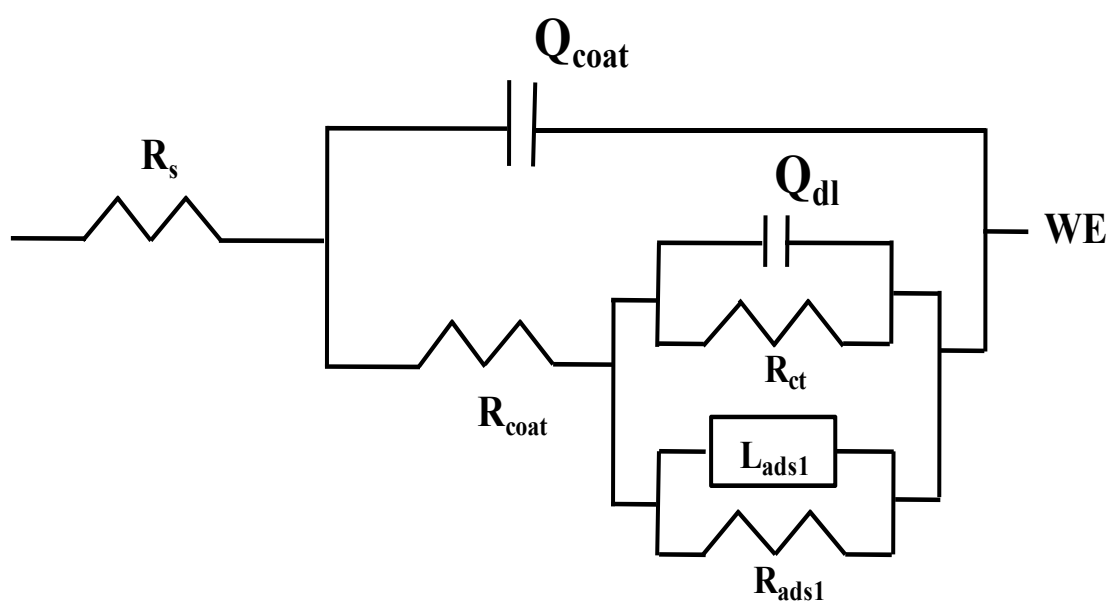 Q_coat
R_s
Q_dl
WE
R_ct
R_coat
L_ads1
R_ads1